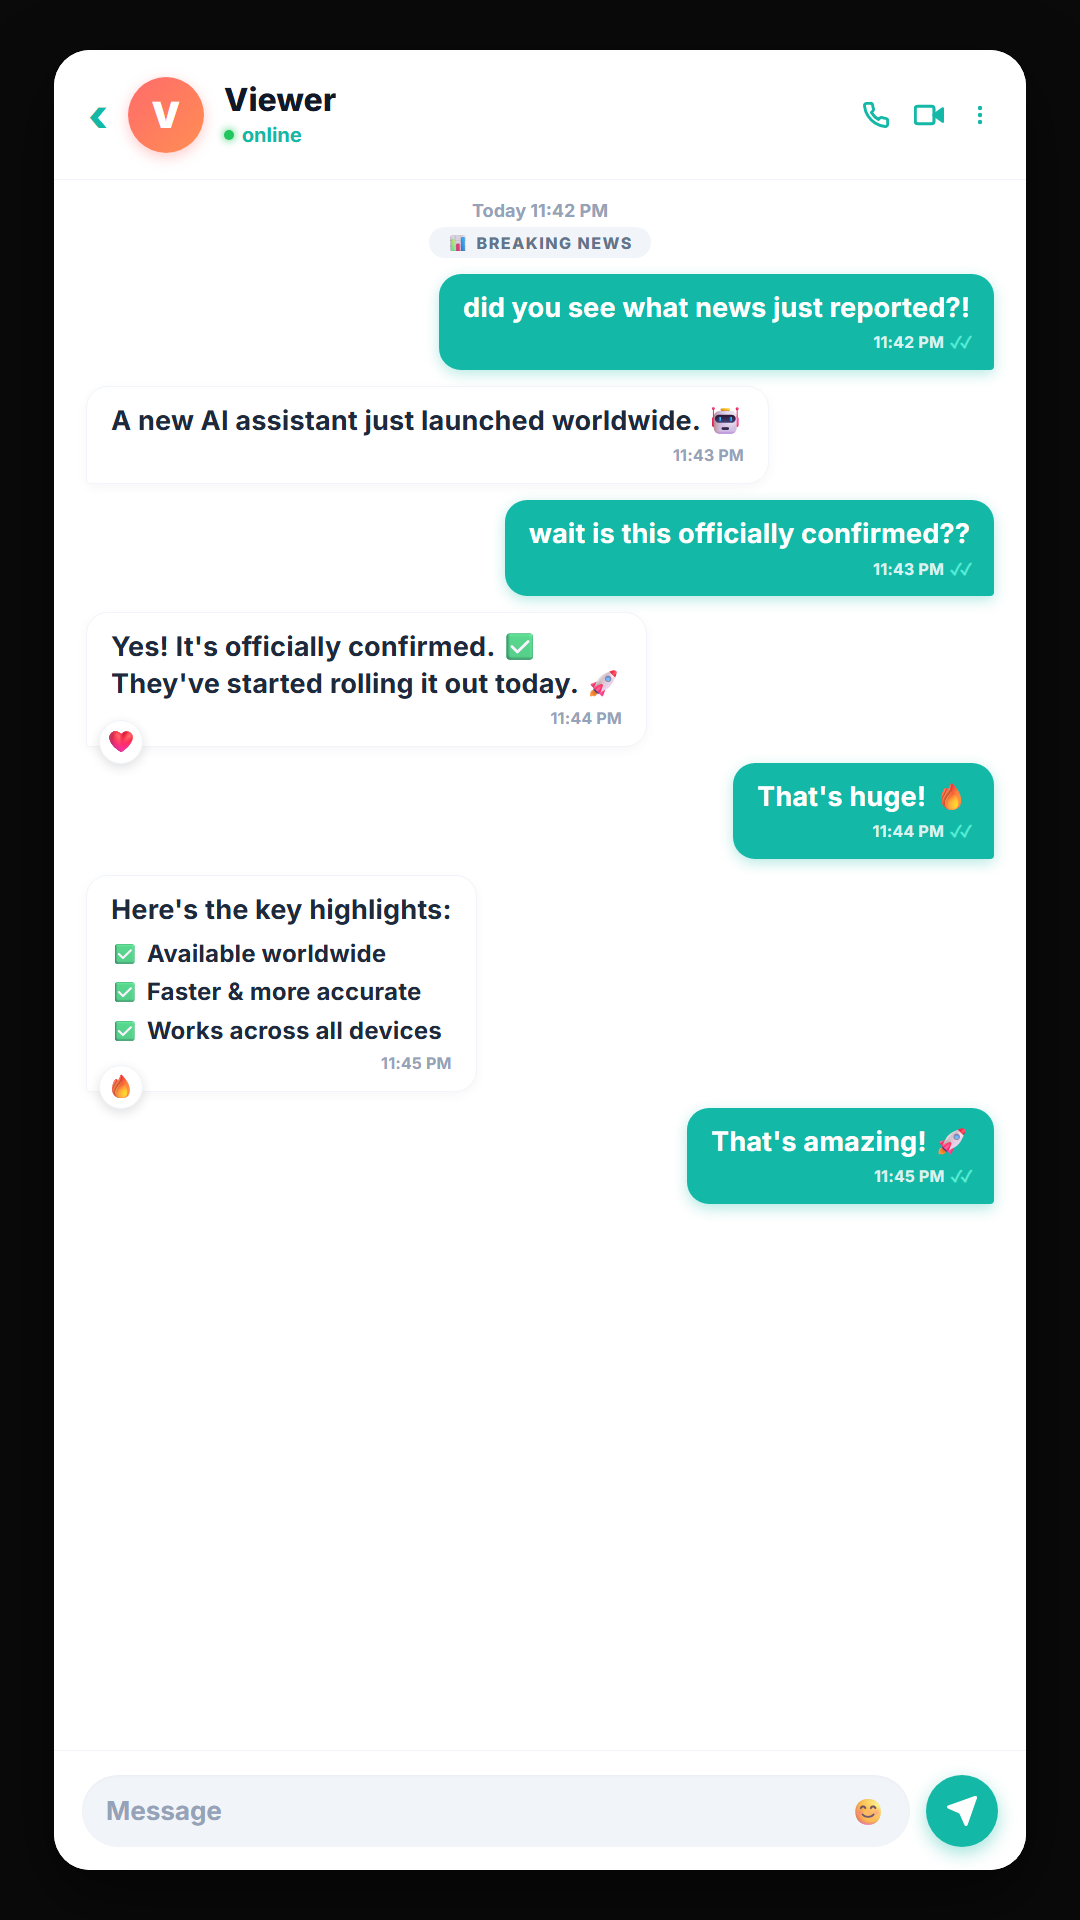 V
Viewer
online
Today 11:42 PM
📊 BREAKING NEWS
did you see what news just reported?!
11:42 PM ✓✓
A new AI assistant just launched worldwide. 🤖
11:43 PM
wait is this officially confirmed??
11:43 PM ✓✓
Yes! It's officially confirmed. ✅
They've started rolling it out today. 🚀
11:44 PM
❤️
That's huge! 🔥
11:44 PM ✓✓
Here's the key highlights:
✅ Available worldwide
✅ Faster & more accurate
✅ Works across all devices
11:45 PM
🔥
That's amazing! 🚀
11:45 PM ✓✓
Message 😊